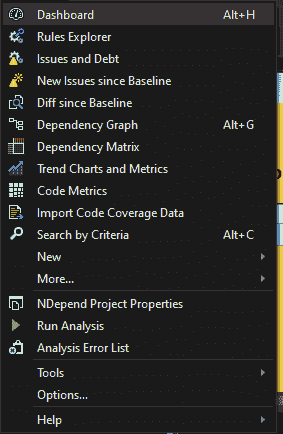 Dashboard Alt+H
Rules Explorer
Issues and Debt
New Issues since Baseline
Diff since Baseline
Dependency Graph Alt+G
Dependency Matrix
Trend Charts and Metrics
Code Metrics
Import Code Coverage Data
Search by Criteria Alt+C
New
More...
NDepend Project Properties
Run Analysis
Analysis Error List
Tools
Options...
Help